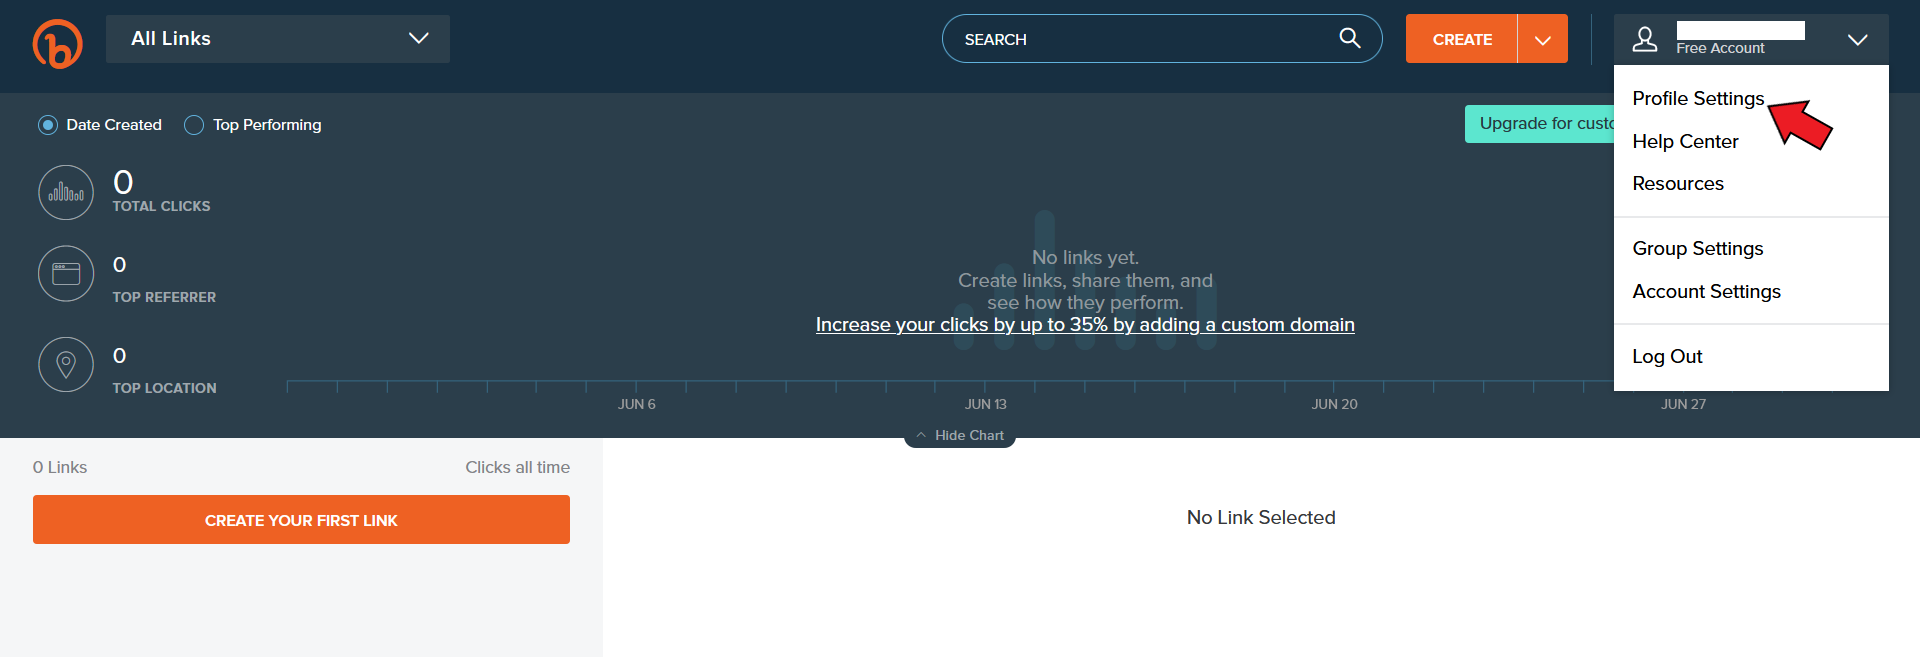 All Links
SEARCH
CREATE
Free Account
Profile Settings
Help Center
Resources
Group Settings
Account Settings
Log Out
Date Created
Top Performing
Upgrade for custo
0
TOTAL CLICKS
0
TOP REFERRER
0
TOP LOCATION
No links yet.
Create links, share them, and
see how they perform.
Increase your clicks by up to 35% by adding a custom domain
JUN 6
JUN 13
JUN 20
JUN 27
Hide Chart
0 Links
Clicks all time
CREATE YOUR FIRST LINK
No Link Selected